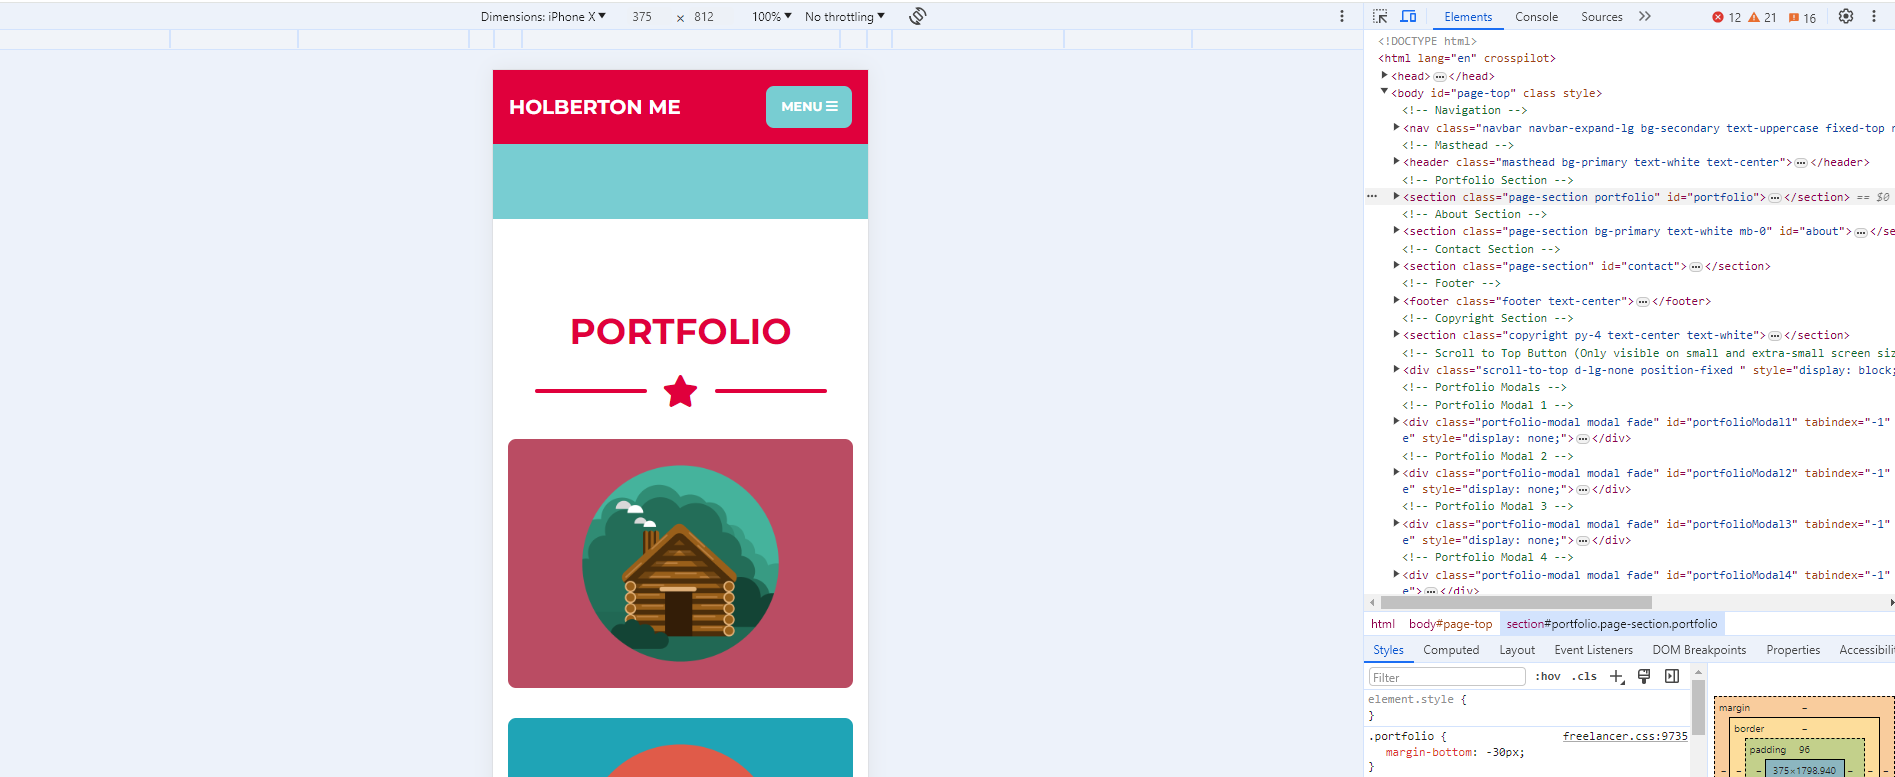 Dimensions: iPhone X ▼ 375 × 812 100% ▼ No throttling ▼
Elements Console Sources 12 21 16
HOLBERTON ME MENU
PORTFOLIO
<!DOCTYPE html>
<html lang="en" crosspilot>
<head> ··· </head>
<body id="page-top" class style>
<!-- Navigation -->
<nav class="navbar navbar-expand-lg bg-secondary text-uppercase fixed-top
<!-- Masthead -->
<header class="masthead bg-primary text-white text-center"> ··· </header>
<!-- Portfolio Section -->
··· <section class="page-section portfolio" id="portfolio"> ··· </section> == $0
<!-- About Section -->
<section class="page-section bg-primary text-white mb-0" id="about"> ··· </se
<!-- Contact Section -->
<section class="page-section" id="contact"> ··· </section>
<!-- Footer -->
<footer class="footer text-center"> ··· </footer>
<!-- Copyright Section -->
<section class="copyright py-4 text-center text-white"> ··· </section>
<!-- Scroll to Top Button (Only visible on small and extra-small screen siz
<div class="scroll-to-top d-lg-none position-fixed " style="display: block;
<!-- Portfolio Modals -->
<!-- Portfolio Modal 1 -->
<div class="portfolio-modal modal fade" id="portfolioModal1" tabindex="-1"
e" style="display: none;"> ··· </div>
<!-- Portfolio Modal 2 -->
<div class="portfolio-modal modal fade" id="portfolioModal2" tabindex="-1"
e" style="display: none;"> ··· </div>
<!-- Portfolio Modal 3 -->
<div class="portfolio-modal modal fade" id="portfolioModal3" tabindex="-1"
e" style="display: none;"> ··· </div>
<!-- Portfolio Modal 4 -->
<div class="portfolio-modal modal fade" id="portfolioModal4" tabindex="-1"
e"> ··· </div>
html body#page-top section#portfolio.page-section.portfolio
Styles Computed Layout Event Listeners DOM Breakpoints Properties Accessibili
Filter :hov .cls
element.style {
}
.portfolio { freelancer.css:9735
margin-bottom: -30px;
}
margin –
border –
padding 96
– – – 375×1798.940 – – –